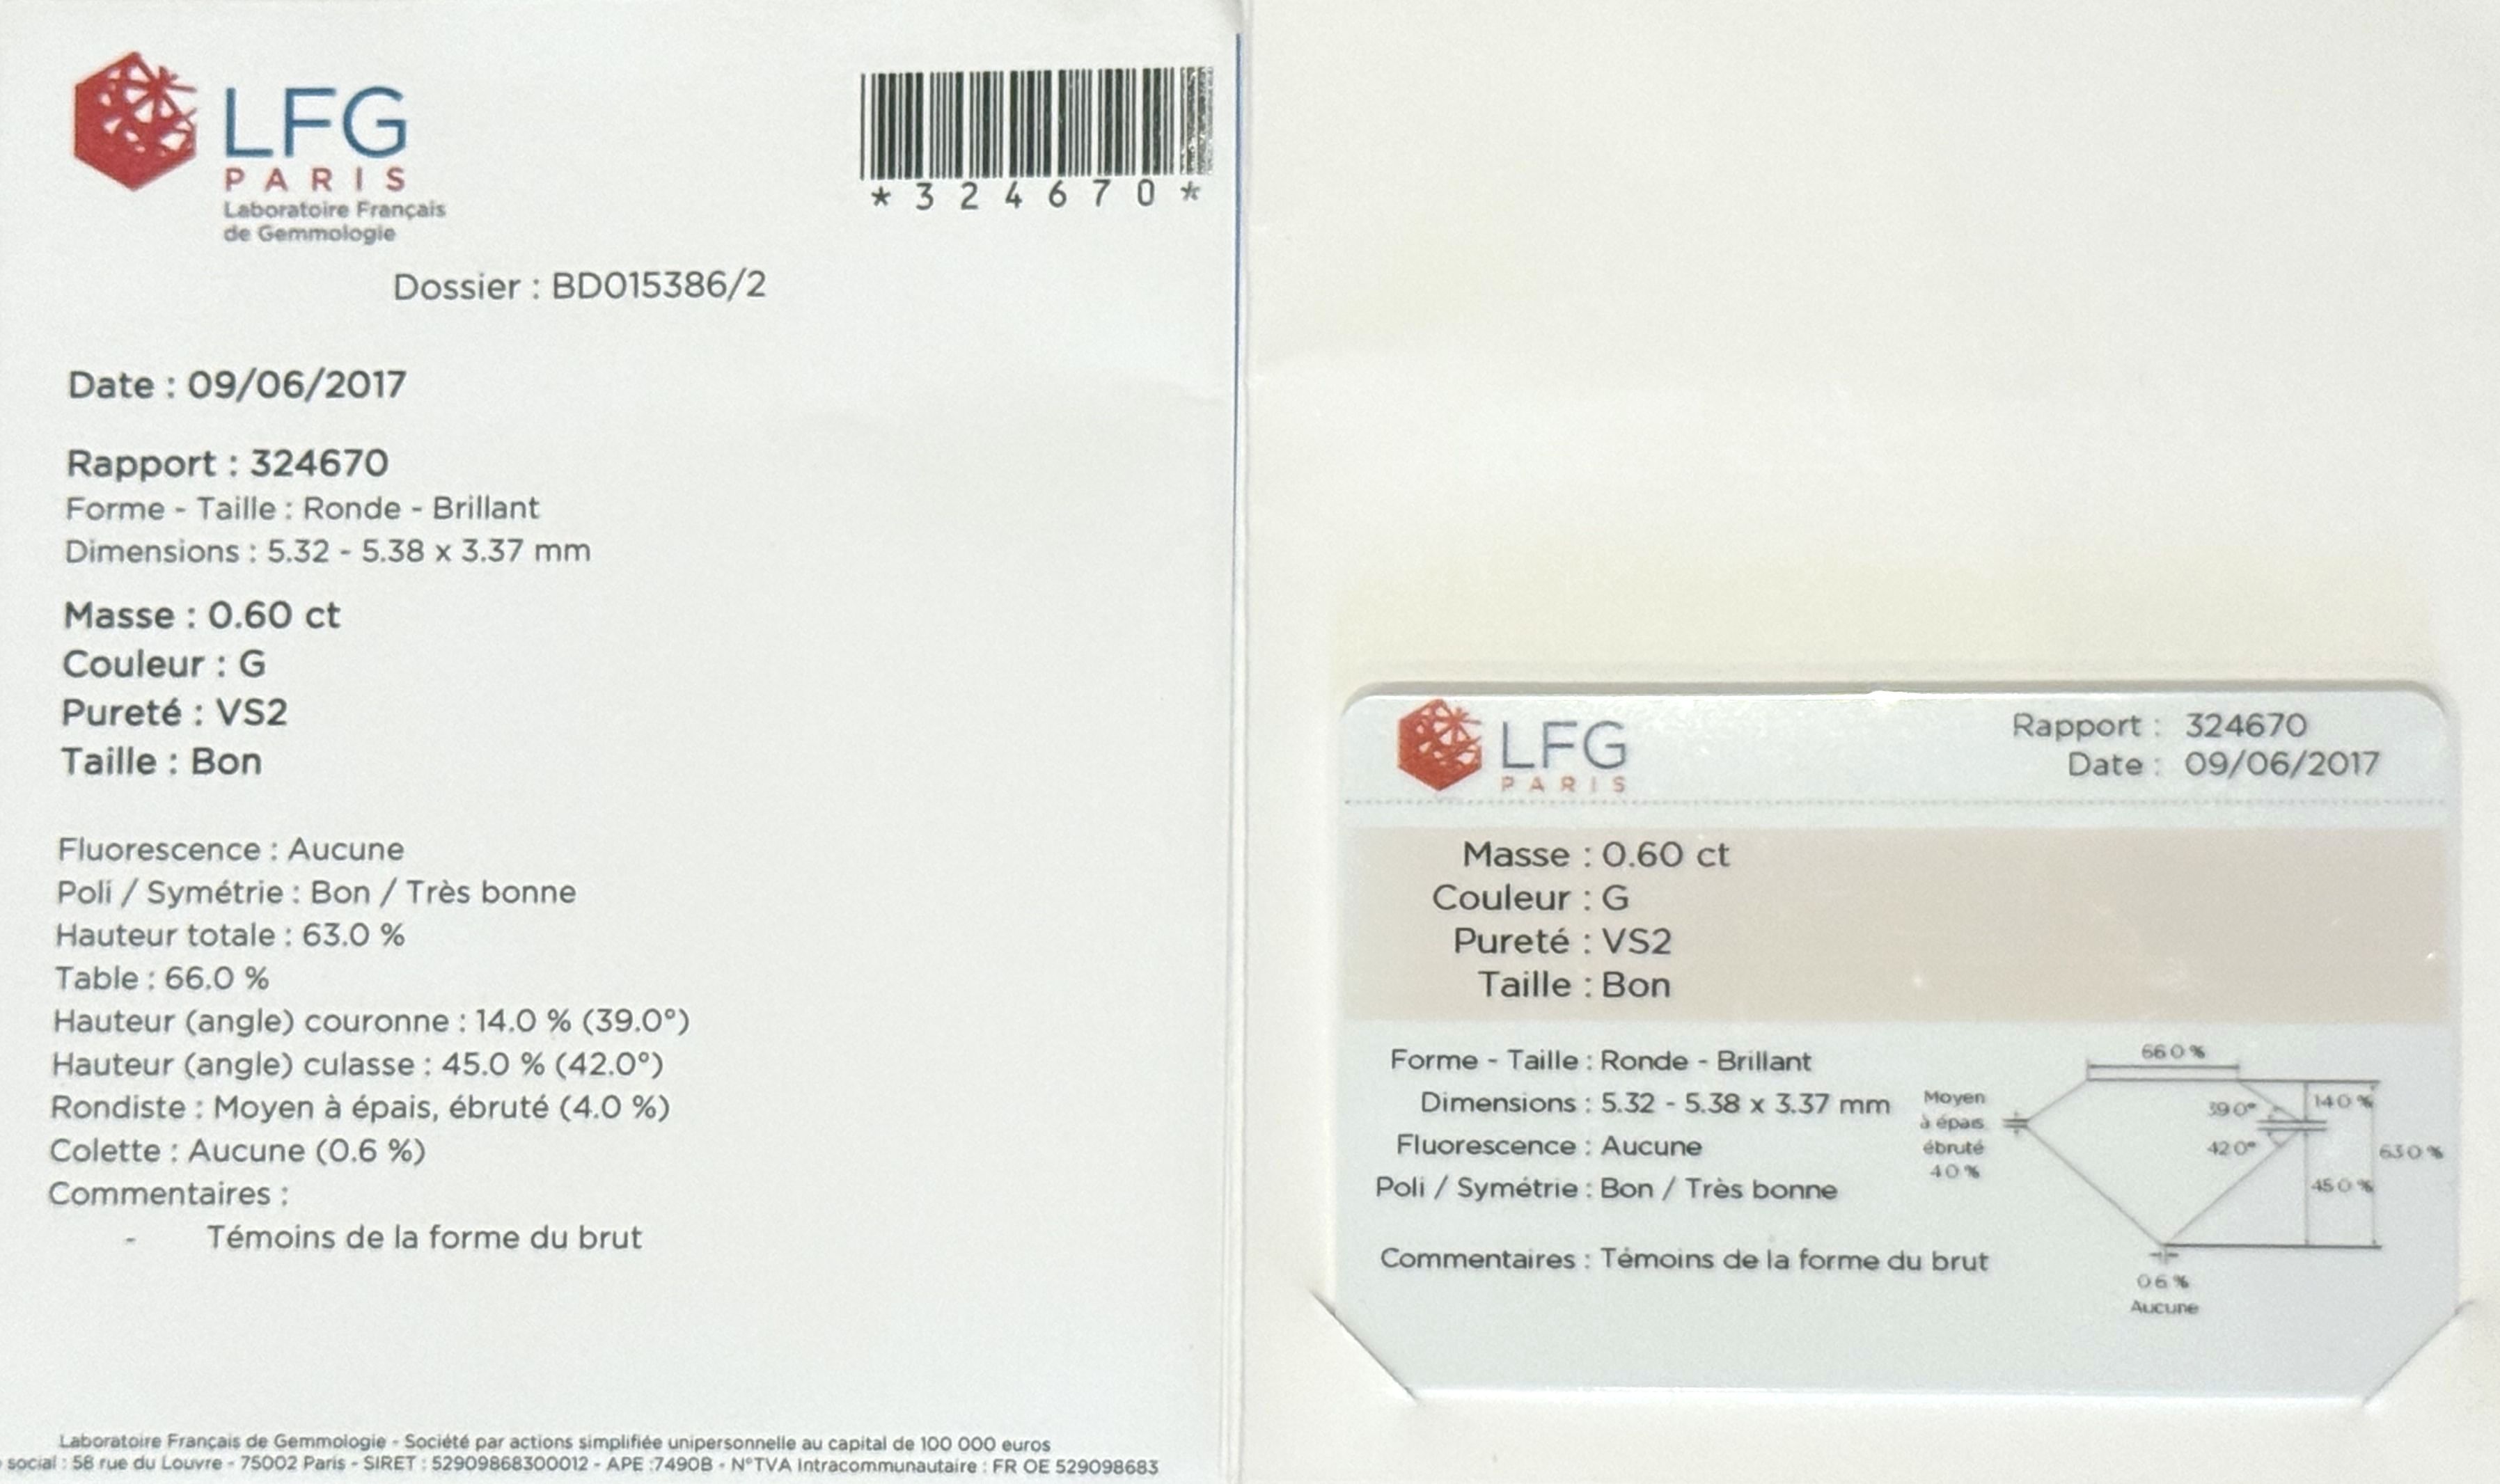 LFG
PARIS
Laboratoire Français
de Gemmologie
*324670*
Dossier : BD015386/2
Date : 09/06/2017
Rapport : 324670
Forme - Taille : Ronde - Brillant
Dimensions : 5.32 - 5.38 x 3.37 mm
Masse : 0.60 ct
Couleur : G
Pureté : VS2
Taille : Bon
Fluorescence : Aucune
Poli / Symétrie : Bon / Très bonne
Hauteur totale : 63.0 %
Table : 66.0 %
Hauteur (angle) couronne : 14.0 % (39.0°)
Hauteur (angle) culasse : 45.0 % (42.0°)
Rondiste : Moyen à épais, ébruté (4.0 %)
Colette : Aucune (0.6 %)
Commentaires :
- Témoins de la forme du brut
Laboratoire Français de Gemmologie - Société par actions simplifiée unipersonnelle au capital de 100 000 euros
social : 58 rue du Louvre - 75002 Paris - SIRET : 52909868300012 - APE :7490B - N°TVA Intracommunautaire : FR OE 529098683
LFG
PARIS
Rapport : 324670
Date : 09/06/2017
Masse : 0.60 ct
Couleur : G
Pureté : VS2
Taille : Bon
Forme - Taille : Ronde - Brillant
Dimensions : 5.32 - 5.38 x 3.37 mm
Fluorescence : Aucune
Poli / Symétrie : Bon / Très bonne
Commentaires : Témoins de la forme du brut
66.0 %
Moyen
à épais
ébruté
4.0 %
39.0°
14.0 %
42.0°
63.0 %
45.0 %
0.6 %
Aucune